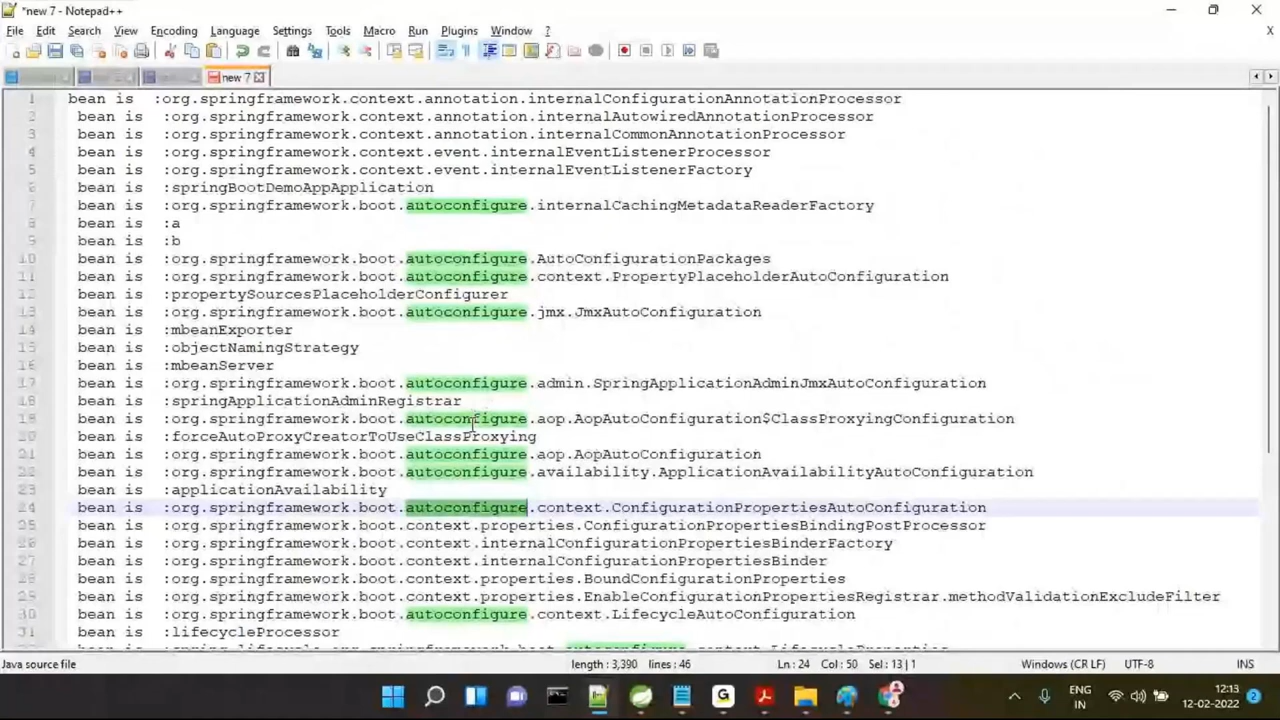 *new 7 - Notepad++
File Edit Search View Encoding Language Settings Tools Macro Run Plugins Window ?
X
new 7
1 bean is :org.springframework.context.annotation.internalConfigurationAnnotationProcessor
2 bean is :org.springframework.context.annotation.internalAutowiredAnnotationProcessor
3 bean is :org.springframework.context.annotation.internalCommonAnnotationProcessor
4 bean is :org.springframework.context.event.internalEventListenerProcessor
5 bean is :org.springframework.context.event.internalEventListenerFactory
6 bean is :springBootDemoAppApplication
7 bean is :org.springframework.boot.autoconfigure.internalCachingMetadataReaderFactory
8 bean is :a
9 bean is :b
10 bean is :org.springframework.boot.autoconfigure.AutoConfigurationPackages
11 bean is :org.springframework.boot.autoconfigure.context.PropertyPlaceholderAutoConfiguration
12 bean is :propertySourcesPlaceholderConfigurer
13 bean is :org.springframework.boot.autoconfigure.jmx.JmxAutoConfiguration
14 bean is :mbeanExporter
15 bean is :objectNamingStrategy
16 bean is :mbeanServer
17 bean is :org.springframework.boot.autoconfigure.admin.SpringApplicationAdminJmxAutoConfiguration
18 bean is :springApplicationAdminRegistrar
19 bean is :org.springframework.boot.autoconfigure.aop.AopAutoConfiguration$ClassProxyingConfiguration
20 bean is :forceAutoProxyCreatorToUseClassProxying
21 bean is :org.springframework.boot.autoconfigure.aop.AopAutoConfiguration
22 bean is :org.springframework.boot.autoconfigure.availability.ApplicationAvailabilityAutoConfiguration
23 bean is :applicationAvailability
24 bean is :org.springframework.boot.autoconfigure.context.ConfigurationPropertiesAutoConfiguration
25 bean is :org.springframework.boot.context.properties.ConfigurationPropertiesBindingPostProcessor
26 bean is :org.springframework.boot.context.internalConfigurationPropertiesBinderFactory
27 bean is :org.springframework.boot.context.internalConfigurationPropertiesBinder
28 bean is :org.springframework.boot.context.properties.BoundConfigurationProperties
29 bean is :org.springframework.boot.context.properties.EnableConfigurationPropertiesRegistrar.methodValidationExcludeFilter
30 bean is :org.springframework.boot.autoconfigure.context.LifecycleAutoConfiguration
31 bean is :lifecycleProcessor
Java source file length : 3,390 lines : 46 Ln : 24 Col : 50 Sel : 13 | 1 Windows (CR LF) UTF-8 INS
ENG
IN
12:13
12-02-2022
2